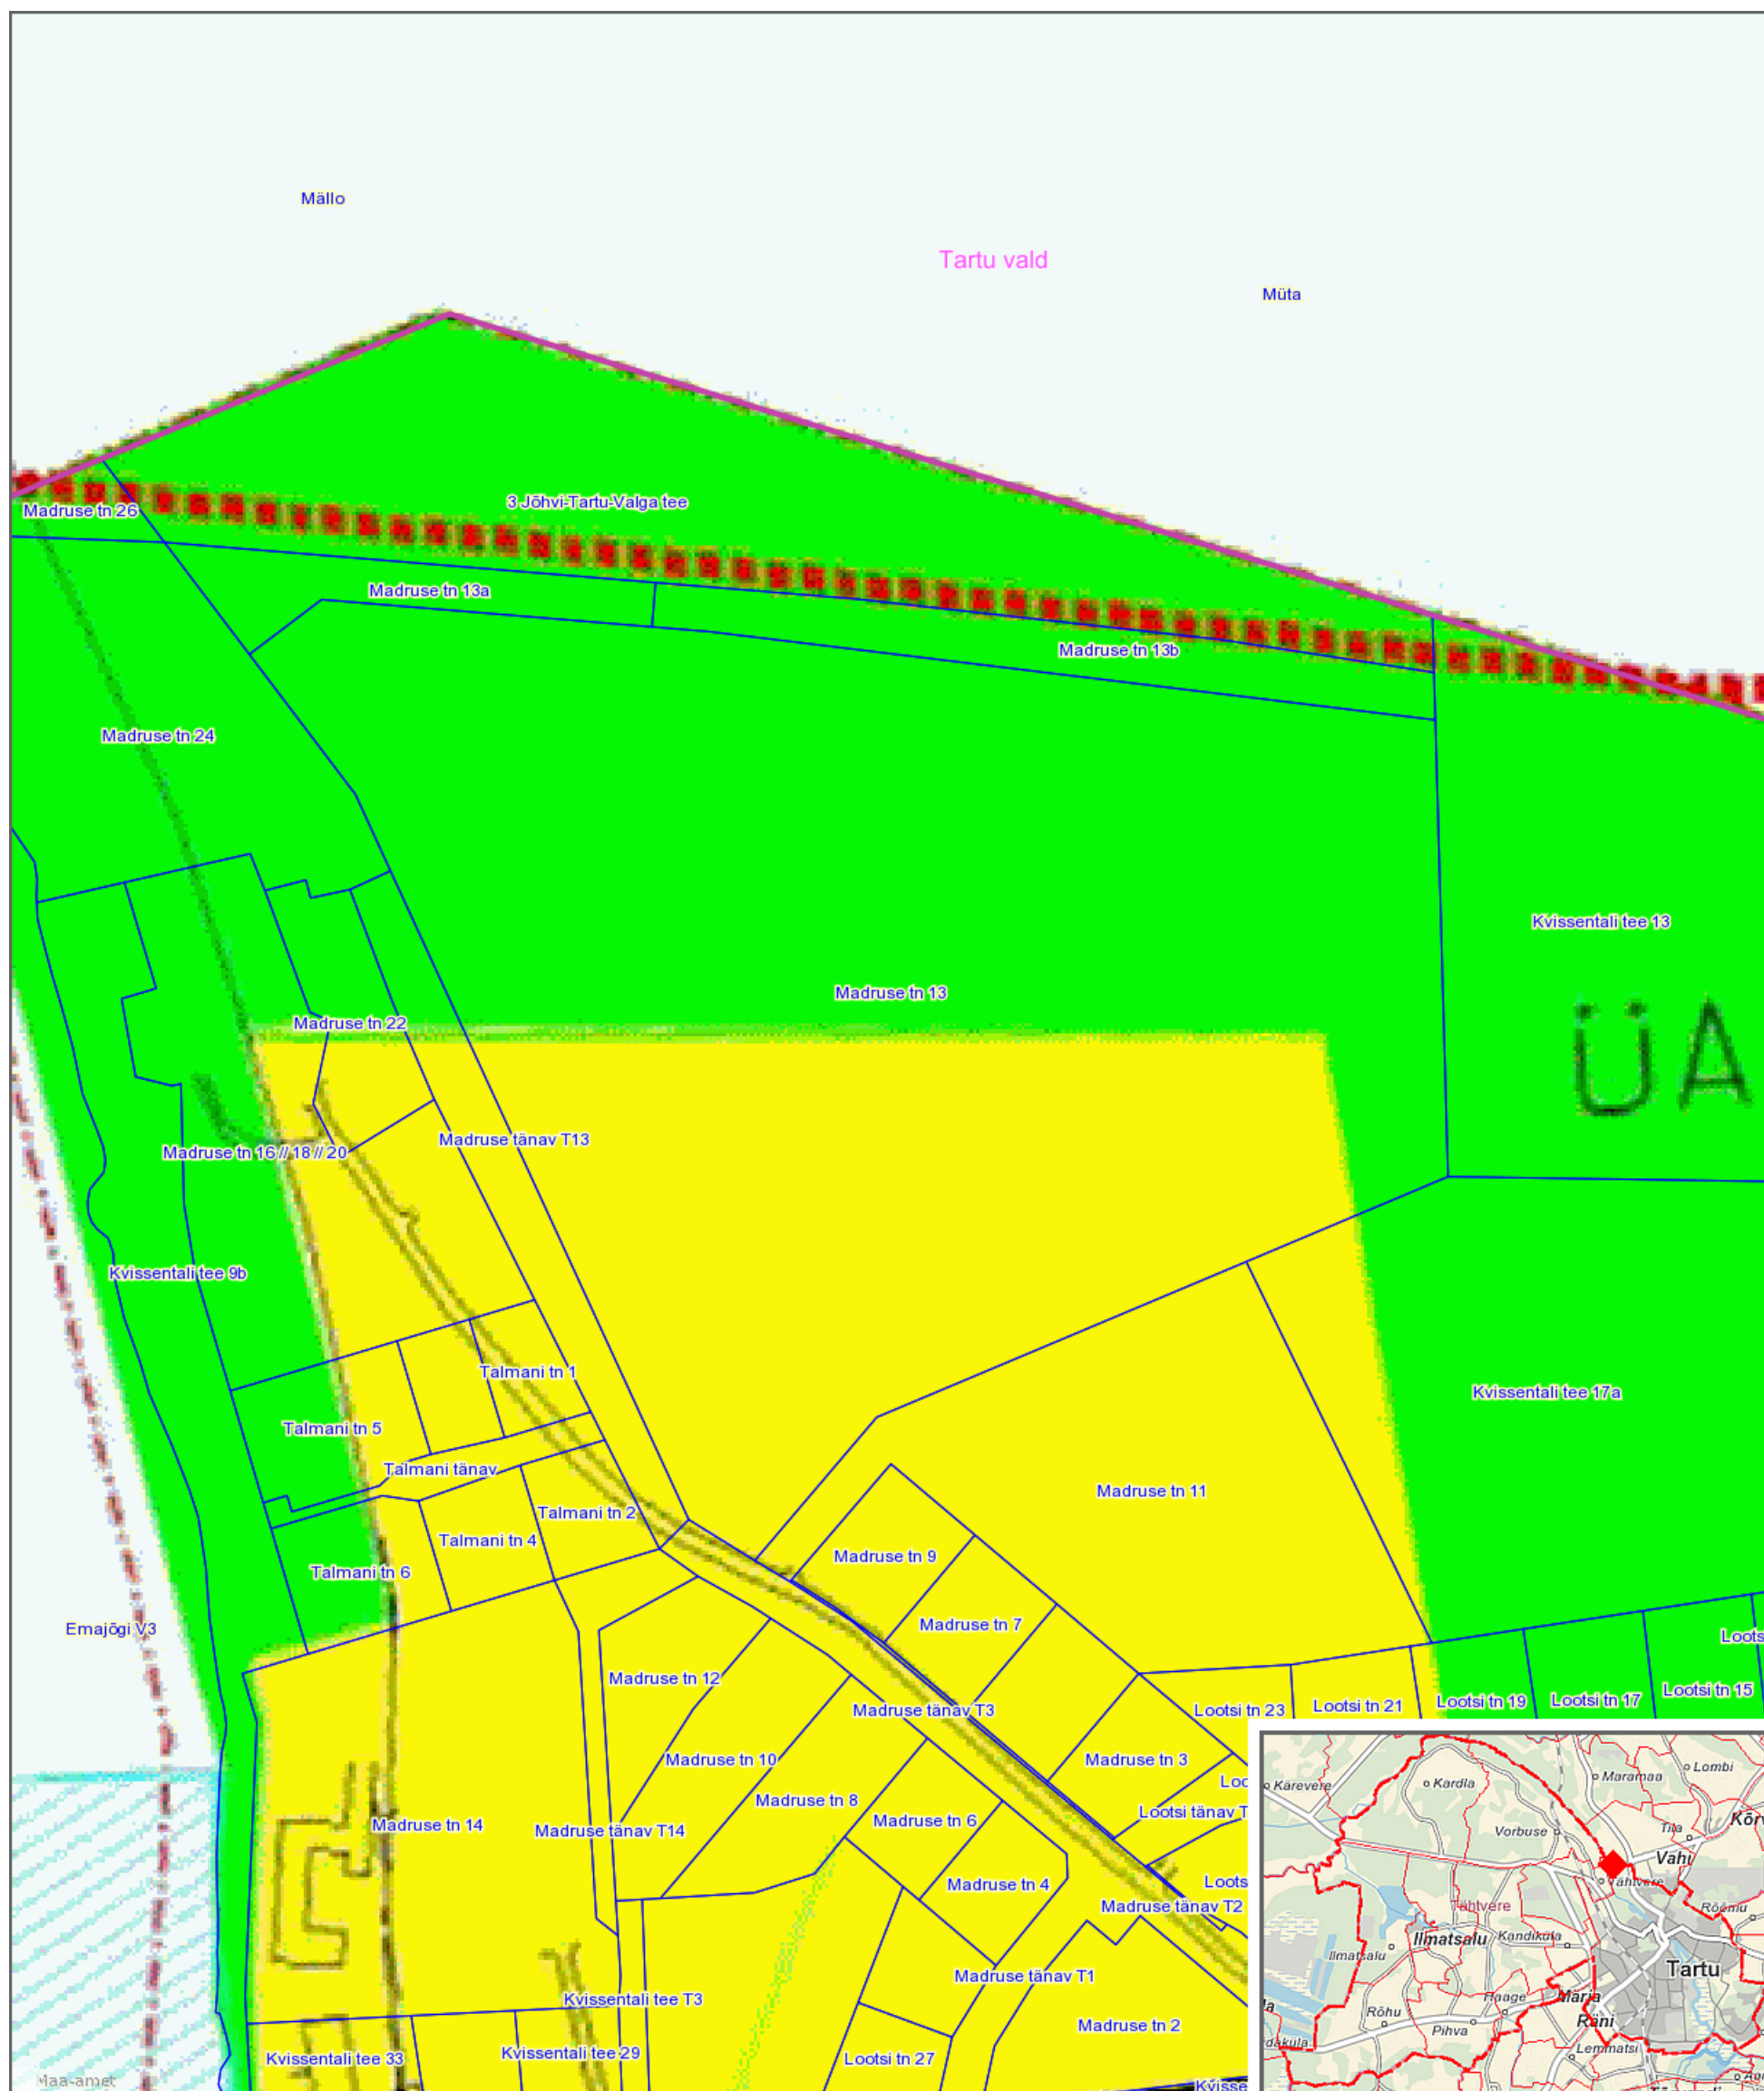 Mällo
Tartu vald
Müta
3 Jõhvi-Tartu-Valga tee
Madruse tn 26
Madruse tn 13a
Madruse tn 13b
Madruse tn 24
Kvissentali tee 13
Madruse tn 13
Madruse tn 22
ÜA
Madruse tänav T13
Madruse tn 16 // 18 // 20
Kvissentali tee 9b
Talmani tn 1
Kvissentali tee 17a
Talmani tn 5
Talmani tänav
Madruse tn 11
Talmani tn 2
Talmani tn 4
Madruse tn 9
Talmani tn 6
Madruse tn 7
Emajõgi V3
Madruse tn 12
Lootsi tn 15
Lootsi tn 17
Lootsi tn 19
Lootsi tn 21
Lootsi tn 23
Madruse tänav T3
Madruse tn 10
Madruse tn 3
Madruse tn 8
Lootsi tänav T
Madruse tn 6
Madruse tn 14
Madruse tänav T14
Madruse tn 4
Madruse tänav T2
Madruse tänav T1
Kvissentali tee T3
Madruse tn 2
Kvissentali tee 29
Kvissentali tee 33
Lootsi tn 27
Maa-amet
Kärevere
Kardla
Maramaa
Lombi
Vorbuse
Tila
Vahi
Tähtvere
Tähtvere
Rõõmu
Ilmatsalu
Ilmatsalu
Kandiküla
Tartu
Haage
Märja
Rõhu
Räni
Pihva
Lemmatsi